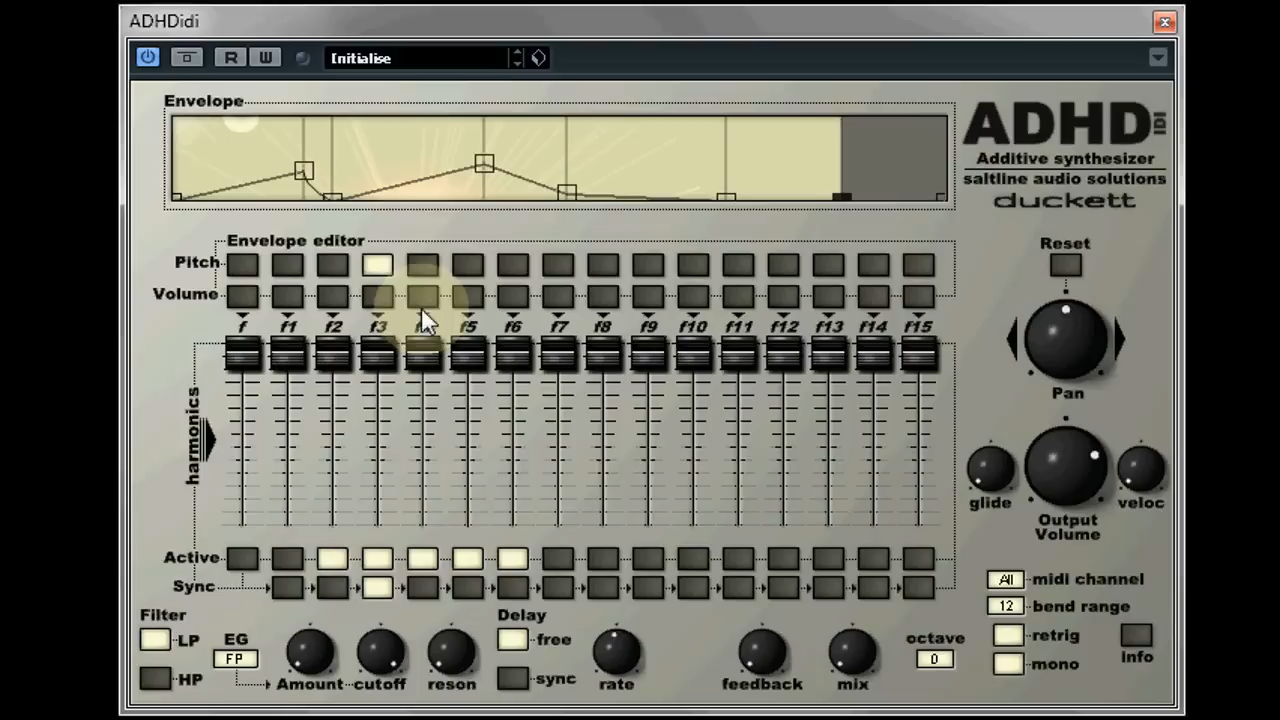 ADHDidi
R W Initialise
Envelope
ADHD IDI
Additive synthesizer
saltline audio solutions
duckett
Envelope editor
Pitch
Volume
f f1 f2 f3 f5 f6 f7 f8 f9 f10 f11 f12 f13 f14 f15
harmonics
Active
Sync
Reset
Pan
glide
Output
Volume
veloc
Filter
LP
HP
EG
FP
Amount
cutoff
reson
Delay
free
sync
rate
feedback
mix
octave
0
All midi channel
12 bend range
retrig
mono
Info